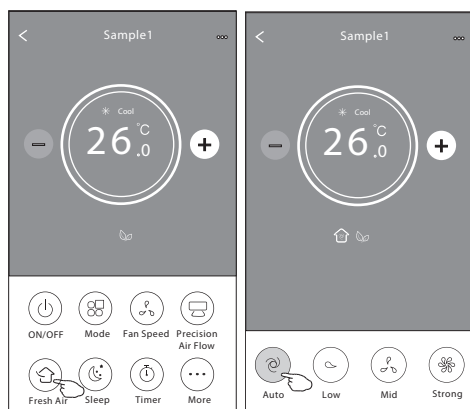 Sample1
Cool
26.0 °C
ON/OFF Mode Fan Speed Precision Air Flow
Fresh Air Sleep Timer More
Sample1
Cool
26.0 °C
Auto Low Mid Strong